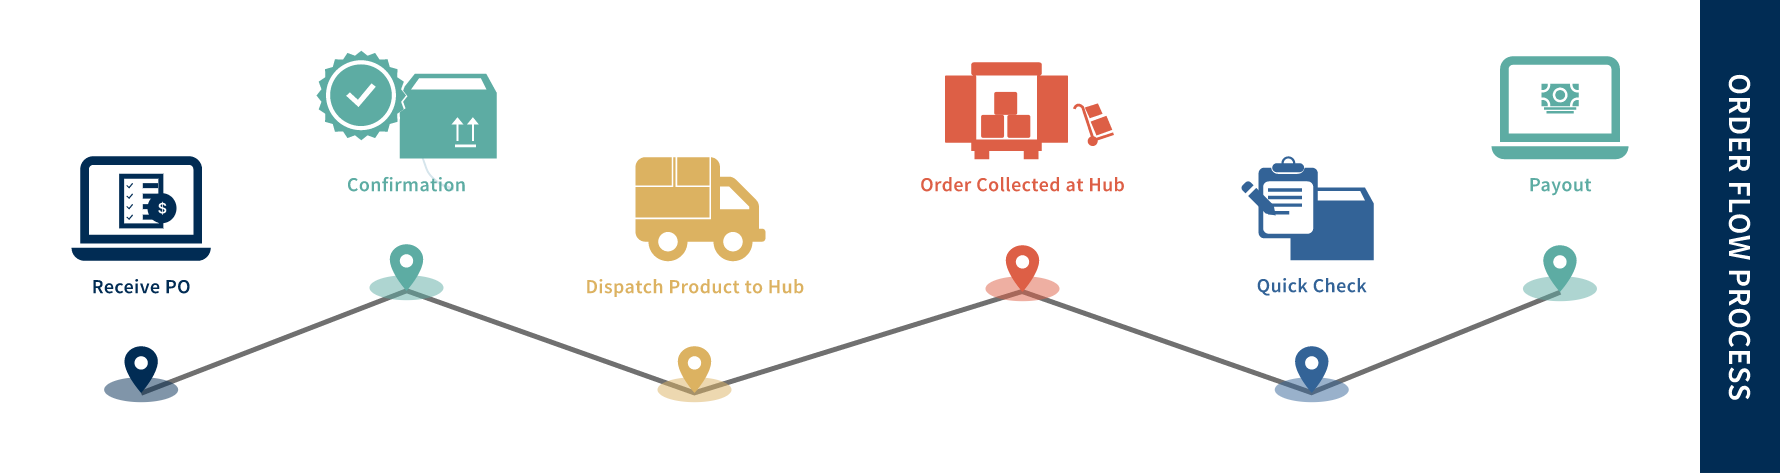 Receive PO
$
Confirmation
Dispatch Product to Hub
Order Collected at Hub
Quick Check
Payout
ORDER FLOW PROCESS